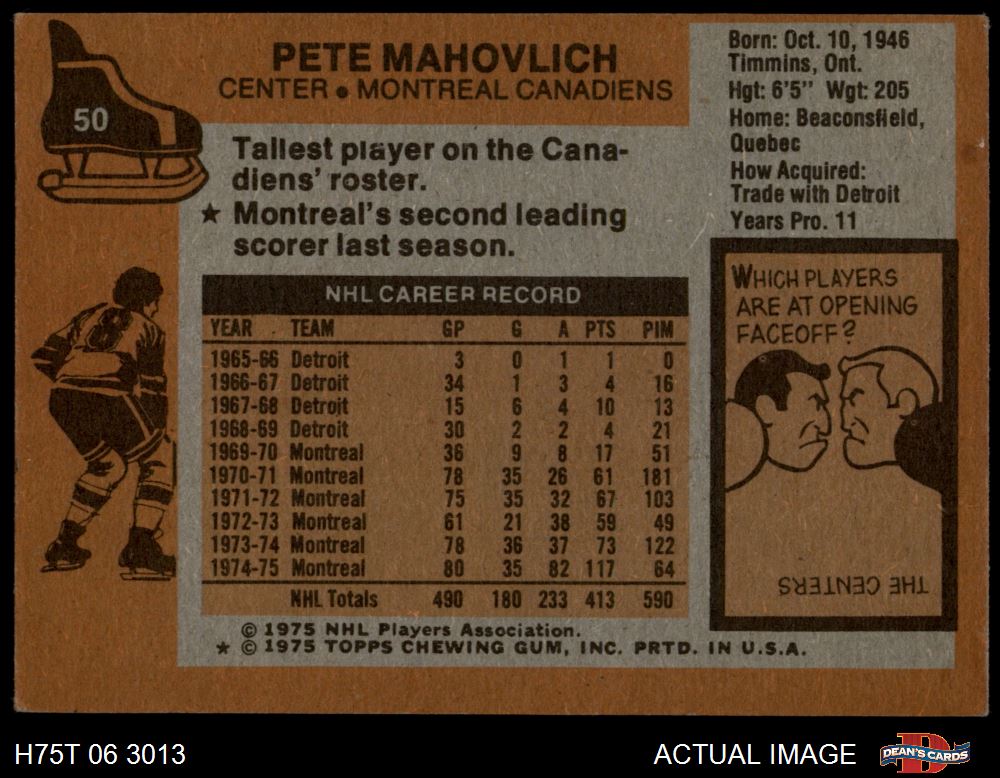 50
PETE MAHOVLICH
CENTER • MONTREAL CANADIENS
Tallest player on the Cana-
diens' roster.
★ Montreal's second leading
scorer last season.
Born: Oct. 10, 1946
Timmins, Ont.
Hgt: 6'5" Wgt: 205
Home: Beaconsfield,
Quebec
How Acquired:
Trade with Detroit
Years Pro. 11
NHL CAREER RECORD
YEAR TEAM GP G A PTS PIM
1965-66 Detroit 3 0 1 1 0
1966-67 Detroit 34 1 3 4 16
1967-68 Detroit 15 6 4 10 13
1968-69 Detroit 30 2 2 4 21
1969-70 Montreal 36 9 8 17 51
1970-71 Montreal 78 35 26 61 181
1971-72 Montreal 75 35 32 67 103
1972-73 Montreal 61 21 38 59 49
1973-74 Montreal 78 36 37 73 122
1974-75 Montreal 80 35 82 117 64
NHL Totals 490 180 233 413 590
WHICH PLAYERS
ARE AT OPENING
FACEOFF?
THE CENTERS
© 1975 NHL Players Association.
★ © 1975 TOPPS CHEWING GUM, INC. PRTD. IN U.S.A.
H75T 06 3013
ACTUAL IMAGE
D
DEAN'S CARDS